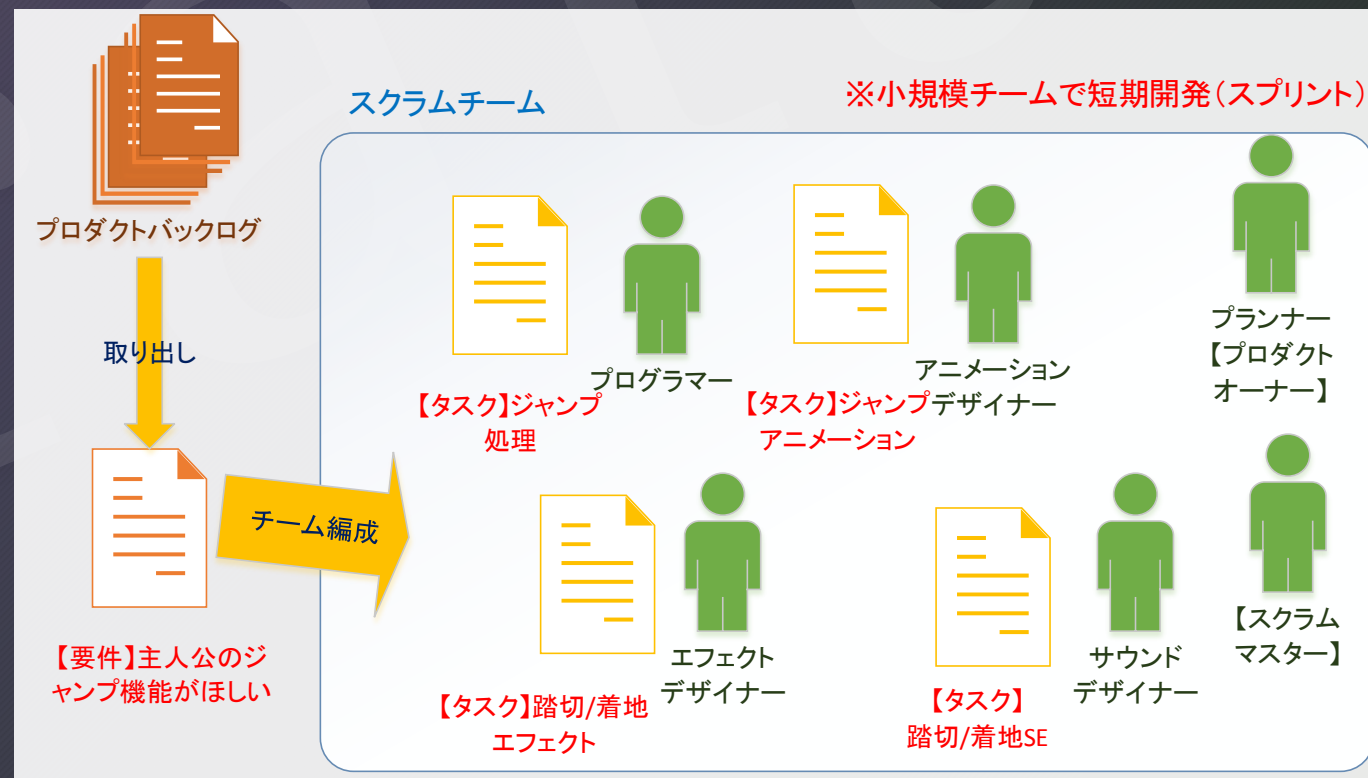 スクラムチーム
※小規模チームで短期開発(スプリント)
プロダクトバックログ
取り出し
【要件】主人公のジ
ャンプ機能がほしい
チーム編成
プログラマー
【タスク】ジャンプ
処理
アニメーション
デザイナー
【タスク】ジャンプ
アニメーション
プランナー
【プロダクト
オーナー】
エフェクト
デザイナー
【タスク】踏切/着地
エフェクト
サウンド
デザイナー
【タスク】
踏切/着地SE
【スクラム
マスター】